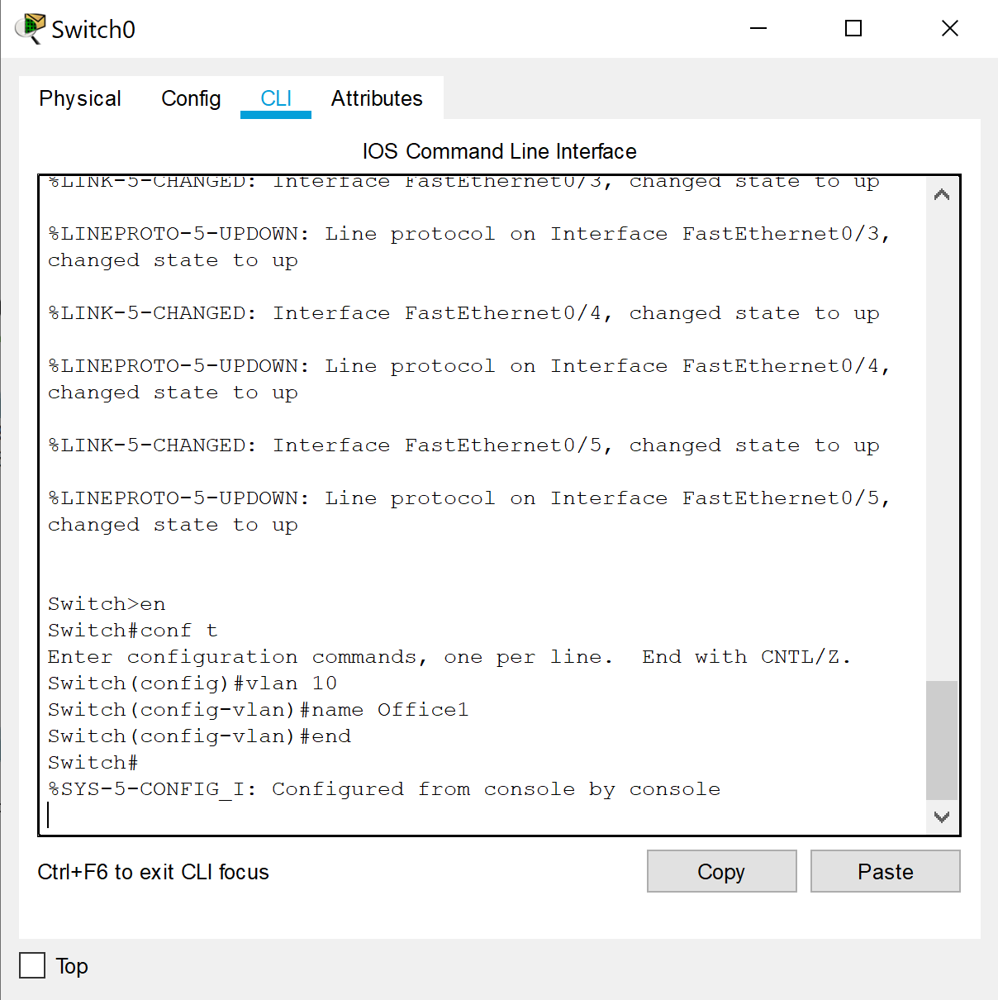 Switch0
Physical Config CLI Attributes
IOS Command Line Interface
%LINK-5-CHANGED: Interface FastEthernet0/3, changed state to up
%LINEPROTO-5-UPDOWN: Line protocol on Interface FastEthernet0/3,
changed state to up
%LINK-5-CHANGED: Interface FastEthernet0/4, changed state to up
%LINEPROTO-5-UPDOWN: Line protocol on Interface FastEthernet0/4,
changed state to up
%LINK-5-CHANGED: Interface FastEthernet0/5, changed state to up
%LINEPROTO-5-UPDOWN: Line protocol on Interface FastEthernet0/5,
changed state to up
Switch>en
Switch#conf t
Enter configuration commands, one per line.  End with CNTL/Z.
Switch(config)#vlan 10
Switch(config-vlan)#name Office1
Switch(config-vlan)#end
Switch#
%SYS-5-CONFIG_I: Configured from console by console
Ctrl+F6 to exit CLI focus
Copy Paste
Top